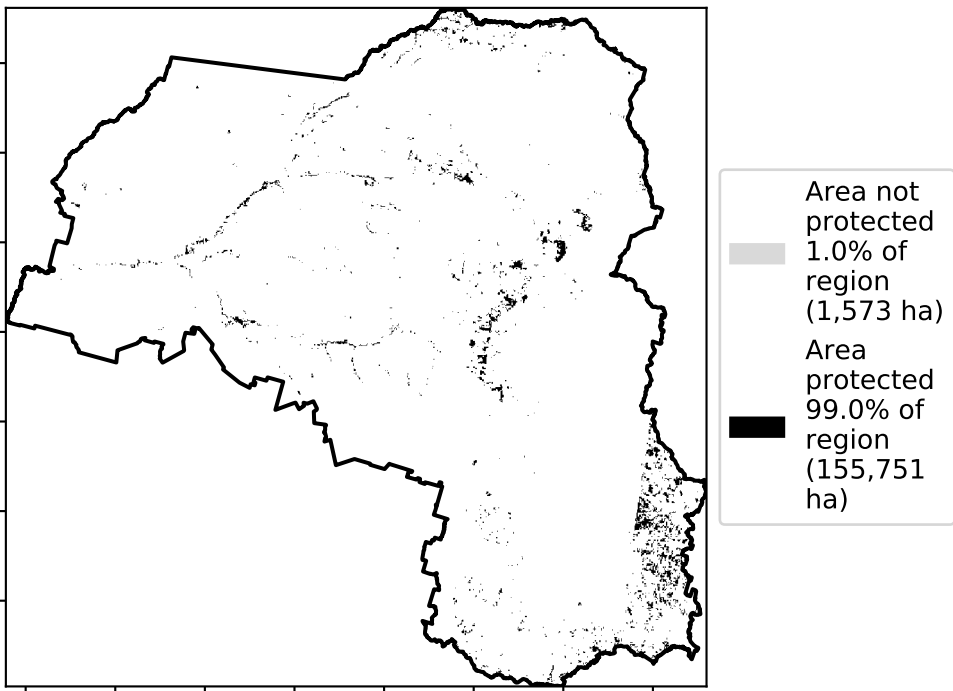 Area not
protected
1.0% of
region
(1,573 ha)
Area
protected
99.0% of
region
(155,751
ha)